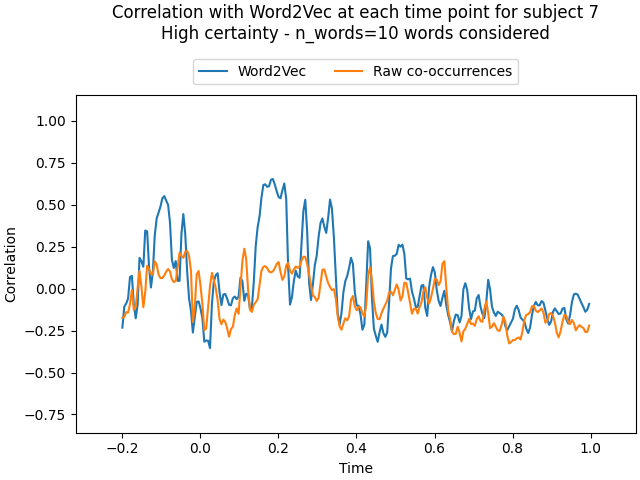 Correlation with Word2Vec at each time point for subject 7
High certainty - n_words=10 words considered
Word2Vec Raw co-occurrences
1.00
0.75
0.50
0.25
0.00
−0.25
−0.50
−0.75
Correlation
−0.2 0.0 0.2 0.4 0.6 0.8 1.0
Time